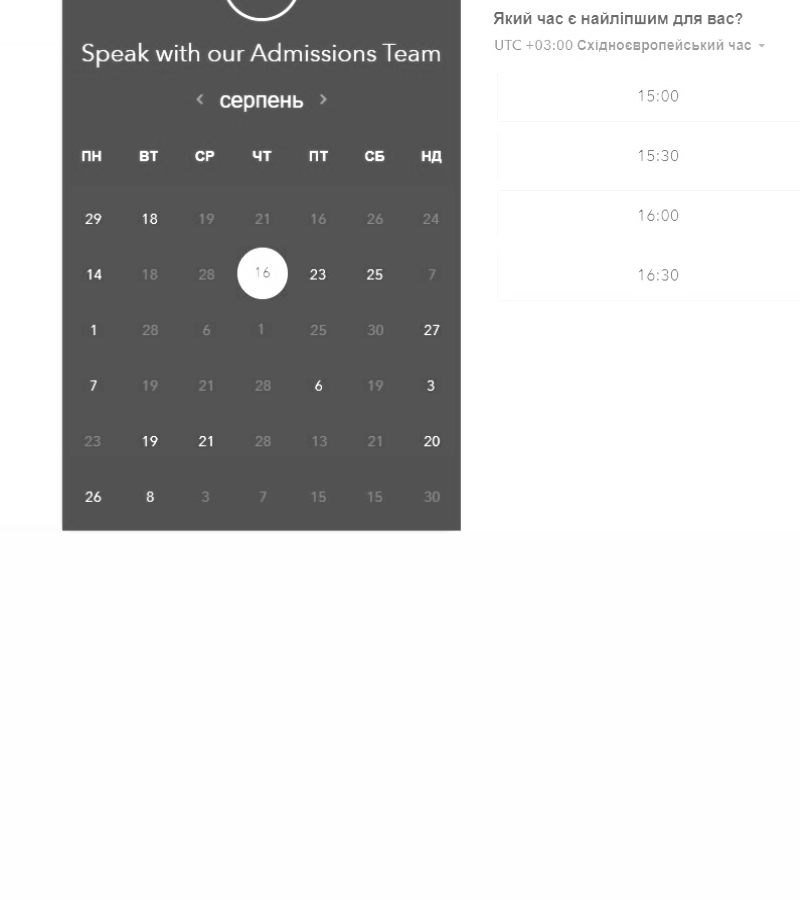 Speak with our Admissions Team
серпень
ПН ВТ СР ЧТ ПТ СБ НД
29 18 19 21 16 26 24
14 18 28 16 23 25 7
1 28 6 1 25 30 27
7 19 21 28 6 19 3
23 19 21 28 13 21 20
26 8 3 7 15 15 30
Який час є найліпшим для вас?
UTC +03:00 Східноєвропейський час
15:00
15:30
16:00
16:30